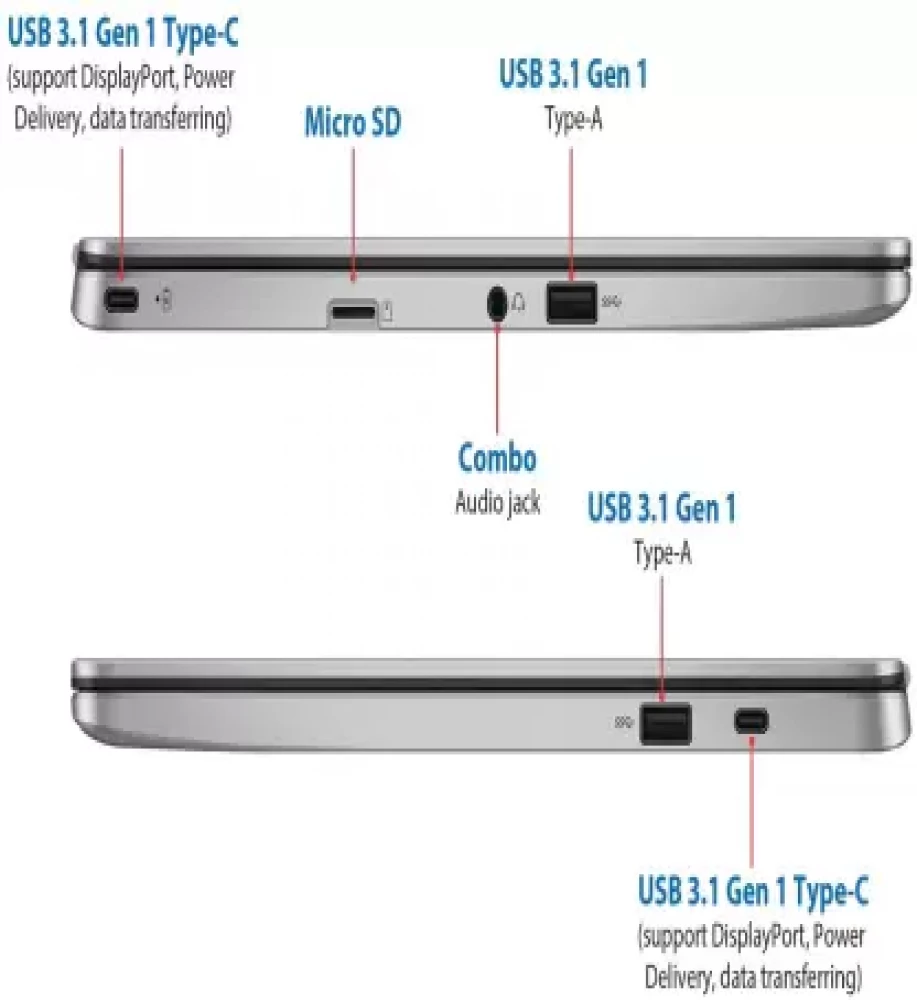 USB 3.1 Gen 1 Type-C
(support DisplayPort, Power
Delivery, data transferring)
Micro SD
USB 3.1 Gen 1
Type-A
Combo
Audio jack
USB 3.1 Gen 1
Type-A
USB 3.1 Gen 1 Type-C
(support DisplayPort, Power
Delivery, data transferring)